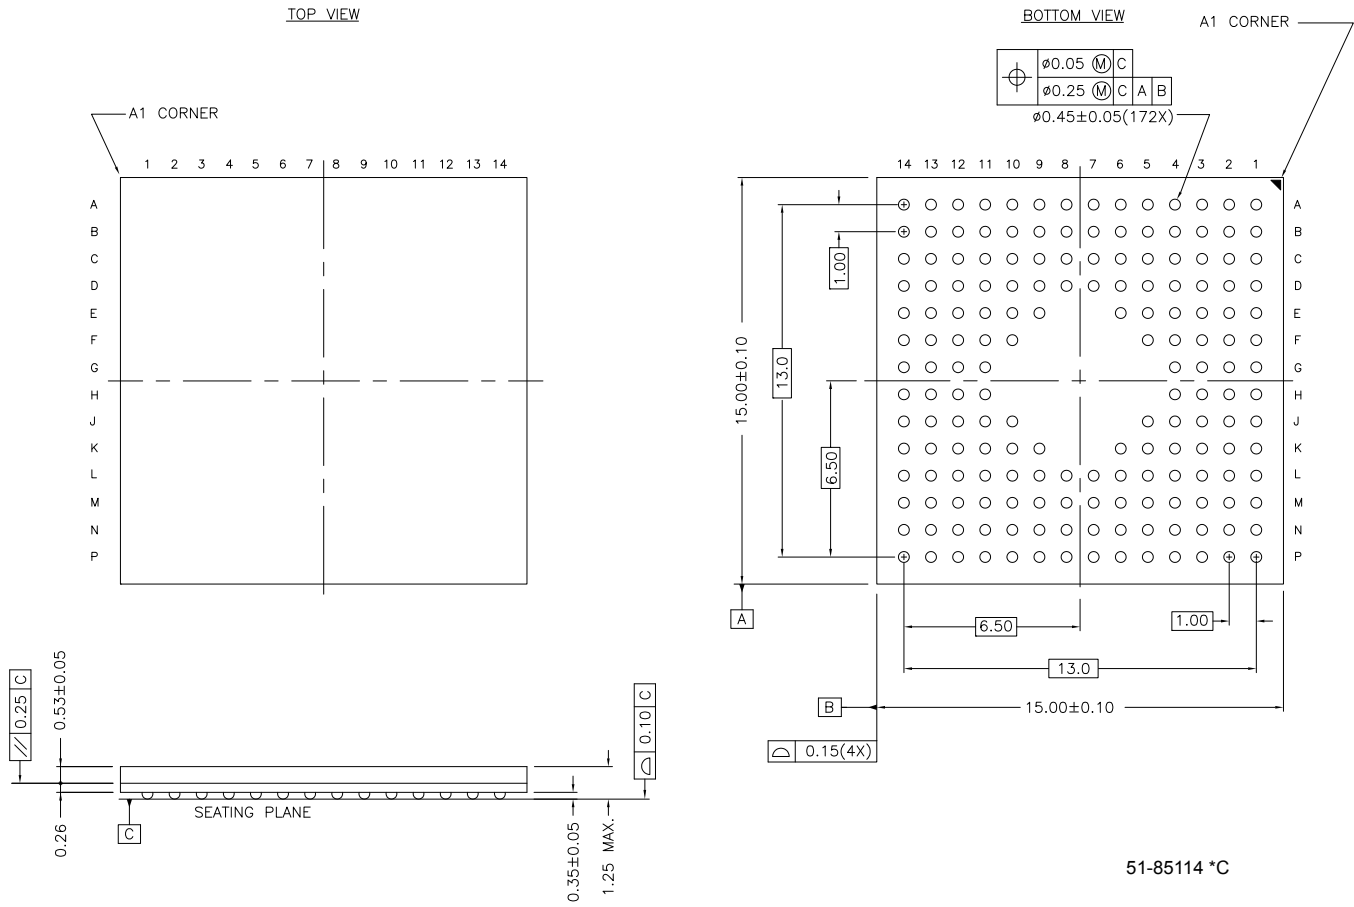 TOP VIEW
BOTTOM VIEW
A1 CORNER
ø0.05 Ⓜ C
ø0.25 Ⓜ C A B
ø0.45±0.05(172X)
A1 CORNER
1 2 3 4 5 6 7 8 9 10 11 12 13 14
14 13 12 11 10 9 8 7 6 5 4 3 2 1
A A A
B B B
C C C
D D D
E E E
F F F
G G G
H H H
J J J
K K K
L L L
M M M
N N N
P P P
1.00
13.0
15.00±0.10
6.50
A
6.50
1.00
13.0
B
15.00±0.10
⌓ 0.15(4X)
// 0.25 C
0.53±0.05
⌓ 0.10 C
SEATING PLANE
C
0.26
0.35±0.05
1.25 MAX.
51-85114 *C